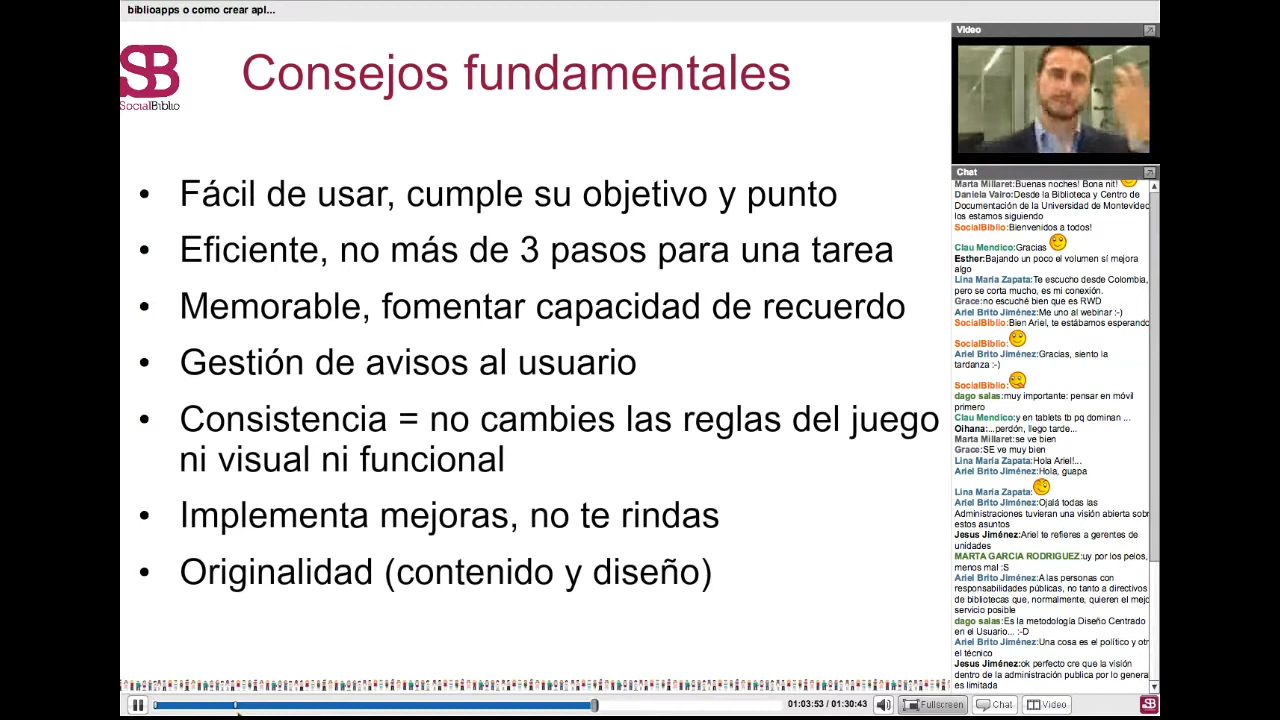 biblioapps o como crear apl...
SB
SocialBiblio
Consejos fundamentales
• Fácil de usar, cumple su objetivo y punto
• Eficiente, no más de 3 pasos para una tarea
• Memorable, fomentar capacidad de recuerdo
• Gestión de avisos al usuario
• Consistencia = no cambies las reglas del juego
ni visual ni funcional
• Implementa mejoras, no te rindas
• Originalidad (contenido y diseño)
Video
Chat
Marta Millaret:Buenas noches! Bona nit!
Daniela Vairo:Desde la Biblioteca y Centro de
Documentación de la Universidad de Montevideo
los estamos siguiendo
SocialBiblio:Bienvenidos a todos!
Clau Mendico:Gracias
Esther:Bajando un poco el volumen sí mejora
algo
Lina María Zapata:Te escucho desde Colombia,
pero se corta mucho, es mi conexión.
Grace:no escuché bien que es RWD
Ariel Brito Jiménez:Me uno al webinar :-)
SocialBiblio:Bien Ariel, te estábamos esperando
SocialBiblio:
Ariel Brito Jiménez:Gracias, siento la
tardanza :-)
SocialBiblio:
dago salas:muy importante: pensar en móvil
primero
Clau Mendico:y en tablets tb pq dominan ...
Oihana:...perdón, llego tarde...
Marta Millaret:se ve bien
Grace:SE ve muy bien
Lina María Zapata:Hola Ariel!...
Ariel Brito Jiménez:Hola, guapa
Lina María Zapata:
Ariel Brito Jiménez:Ojalá todas las
Administraciones tuvieran una visión abierta sobr
estos asuntos
Jesus Jiménez:Ariel te refieres a gerentes de
unidades
MARTA GARCIA RODRIGUEZ:uy por los pelos,
menos mal :S
Ariel Brito Jiménez:A las personas con
responsabilidades públicas, no tanto a directivos
de bibliotecas que, normalmente, quieren el mejo
servicio posible
dago salas:Es la metodología Diseño Centrado
en el Usuario... :-D
Ariel Brito Jiménez:Una cosa es el político y otr
el técnico
Jesus Jiménez:ok perfecto cre que la visión
dentro de la administración publica por lo genera
es limitada
01:03:53 / 01:30:43
Fullscreen
Chat
Video
SB